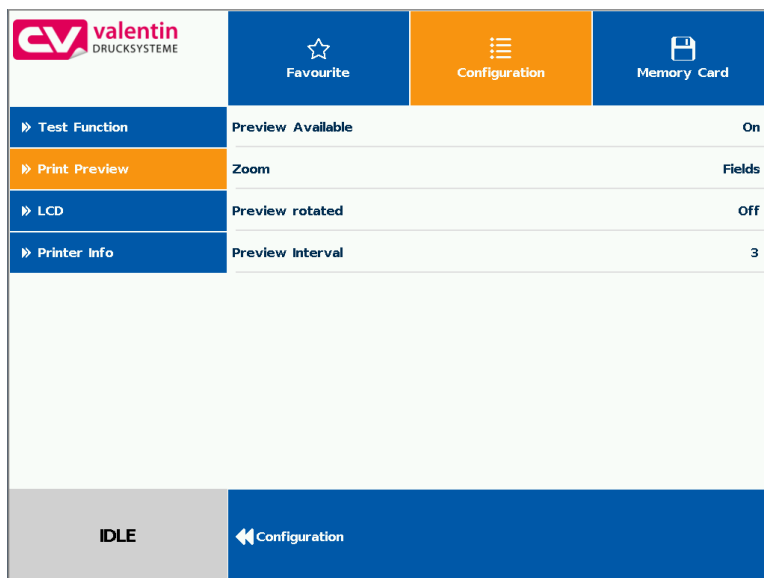 CV valentin
DRUCKSYSTEME
Favourite
Configuration
Memory Card
Test Function
Preview Available On
Print Preview
Zoom Fields
LCD
Preview rotated Off
Printer Info
Preview Interval 3
IDLE
Configuration